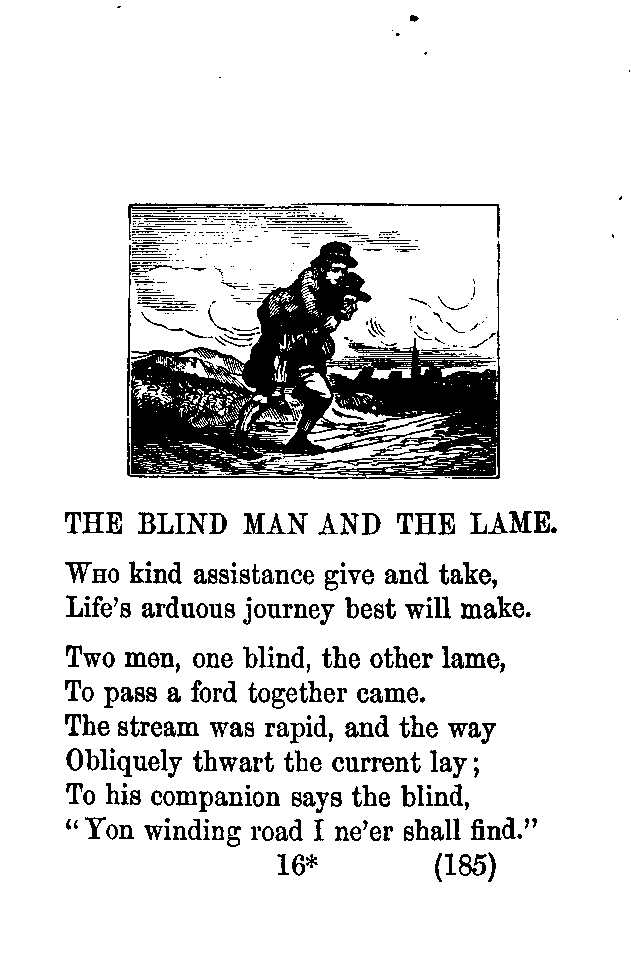 THE BLIND MAN AND THE LAME.
WHO kind assistance give and take,
Life's arduous journey best will make.
Two men, one blind, the other lame,
To pass a ford together came.
The stream was rapid, and the way
Obliquely thwart the current lay;
To his companion says the blind,
"Yon winding road I ne'er shall find."
16* (185)